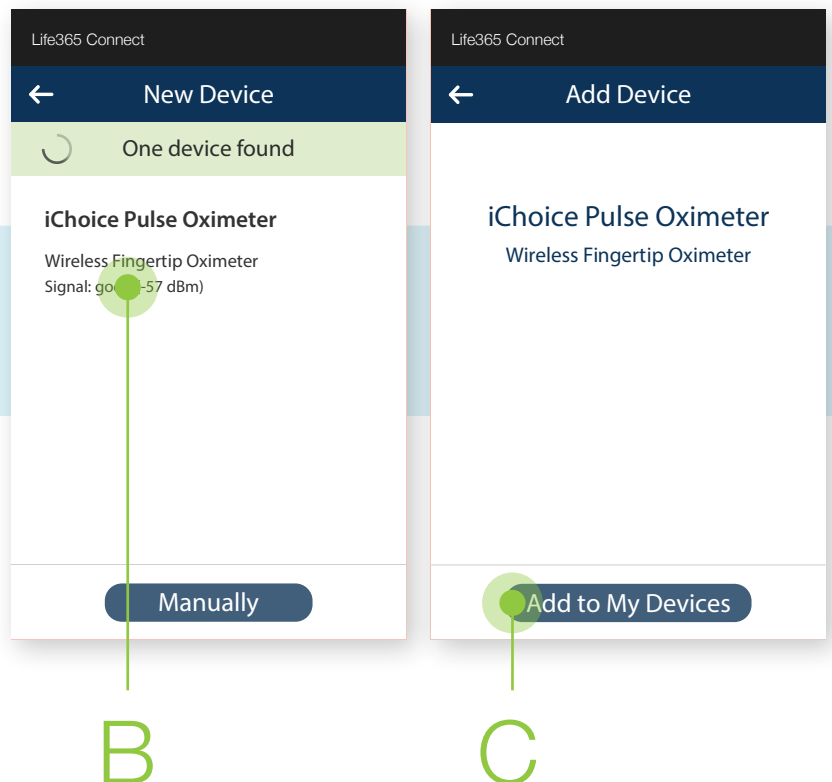 Life365 Connect
New Device
One device found
iChoice Pulse Oximeter
Wireless Fingertip Oximeter
Signal: go -57 dBm)
Manually
B
Life365 Connect
Add Device
iChoice Pulse Oximeter
Wireless Fingertip Oximeter
Add to My Devices
C